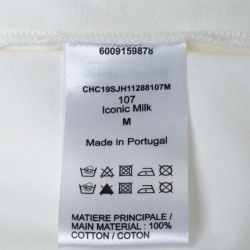 6009159878
CHC19SJH11288107M
107
Iconic Milk
M
Made in Portugal
MATIERE PRINCIPALE /
MAIN MATERIAL : 100%
COTTON / COTON